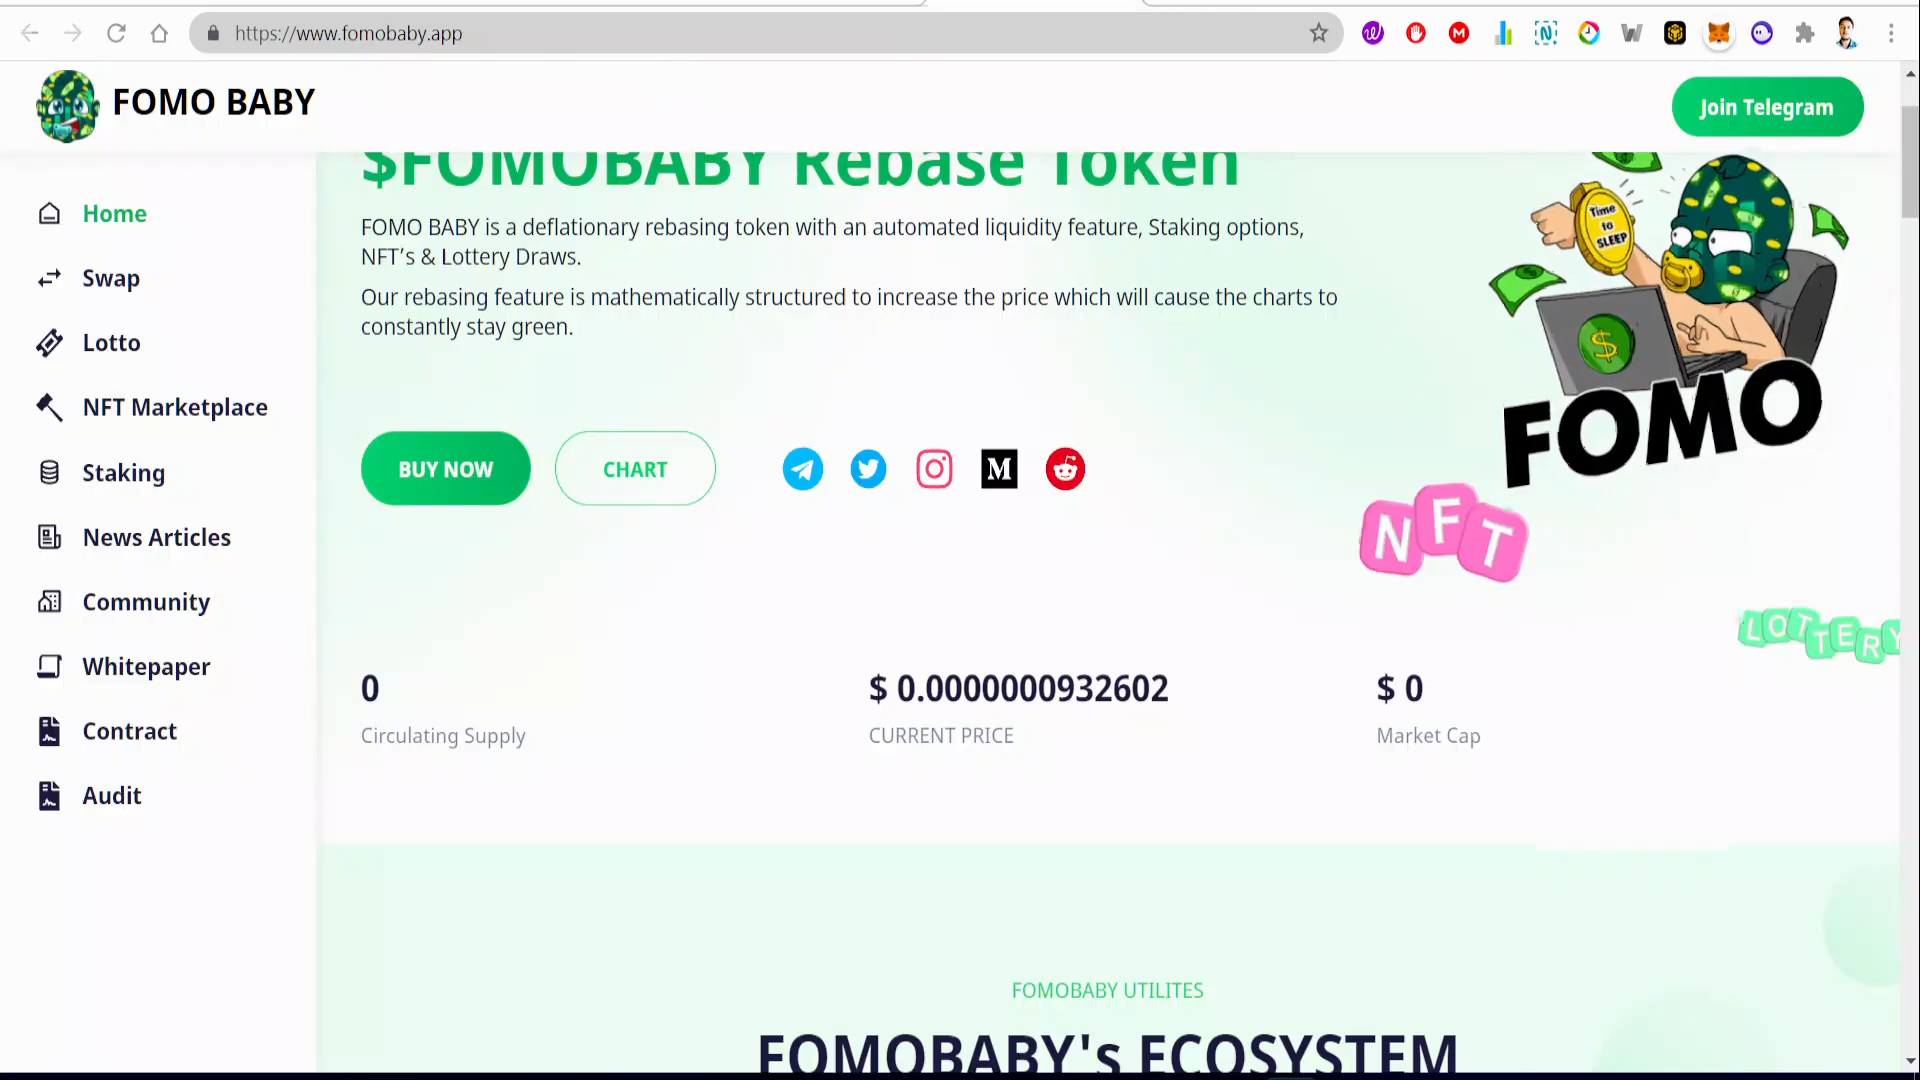 https://www.fomobaby.app
FOMO BABY
Join Telegram
$FOMOBABY Rebase Token
Home
Swap
Lotto
NFT Marketplace
Staking
News Articles
Community
Whitepaper
Contract
Audit
FOMO BABY is a deflationary rebasing token with an automated liquidity feature, Staking options,
NFT’s & Lottery Draws.
Our rebasing feature is mathematically structured to increase the price which will cause the charts to
constantly stay green.
BUY NOW
CHART
M
Time
to
SLEEP
$
FOMO
NFT
LOTTERY
0
Circulating Supply
$ 0.0000000932602
CURRENT PRICE
$ 0
Market Cap
FOMOBABY UTILITES
FOMOBABY's ECOSYSTEM